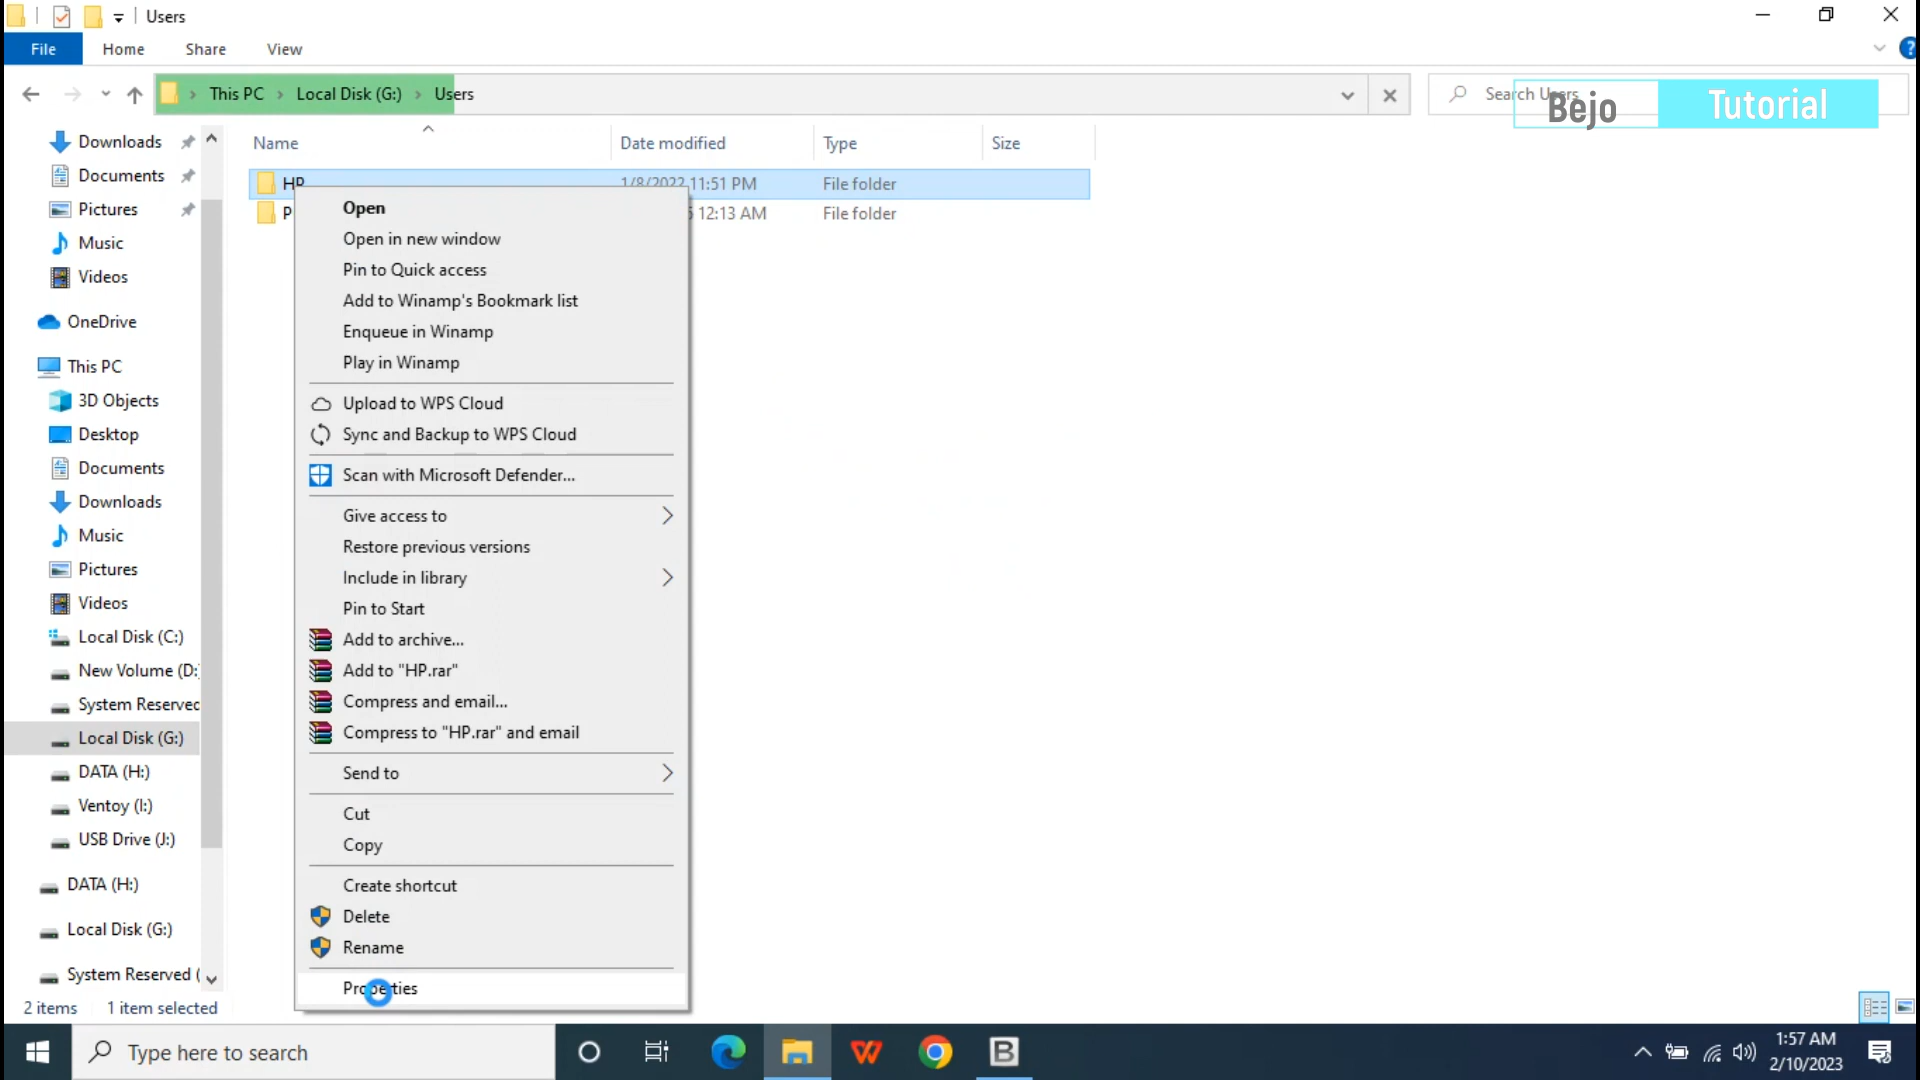 Users
File
Home
Share
View
This PC
Local Disk (G:)
Users
Search Users
Bejo
Tutorial
Name
Date modified
Type
Size
Downloads
Documents
Pictures
Music
Videos
OneDrive
This PC
3D Objects
Desktop
Documents
Downloads
Music
Pictures
Videos
Local Disk (C:)
New Volume (D:
System Reserved
Local Disk (G:)
DATA (H:)
Ventoy (I:)
USB Drive (J:)
DATA (H:)
Local Disk (G:)
System Reserved (
HP
1/8/2022 11:51 PM
File folder
P
12:13 AM
File folder
Open
Open in new window
Pin to Quick access
Add to Winamp's Bookmark list
Enqueue in Winamp
Play in Winamp
Upload to WPS Cloud
Sync and Backup to WPS Cloud
Scan with Microsoft Defender...
Give access to
Restore previous versions
Include in library
Pin to Start
Add to archive...
Add to "HP.rar"
Compress and email...
Compress to "HP.rar" and email
Send to
Cut
Copy
Create shortcut
Delete
Rename
Properties
2 items
1 item selected
Type here to search
1:57 AM
2/10/2023